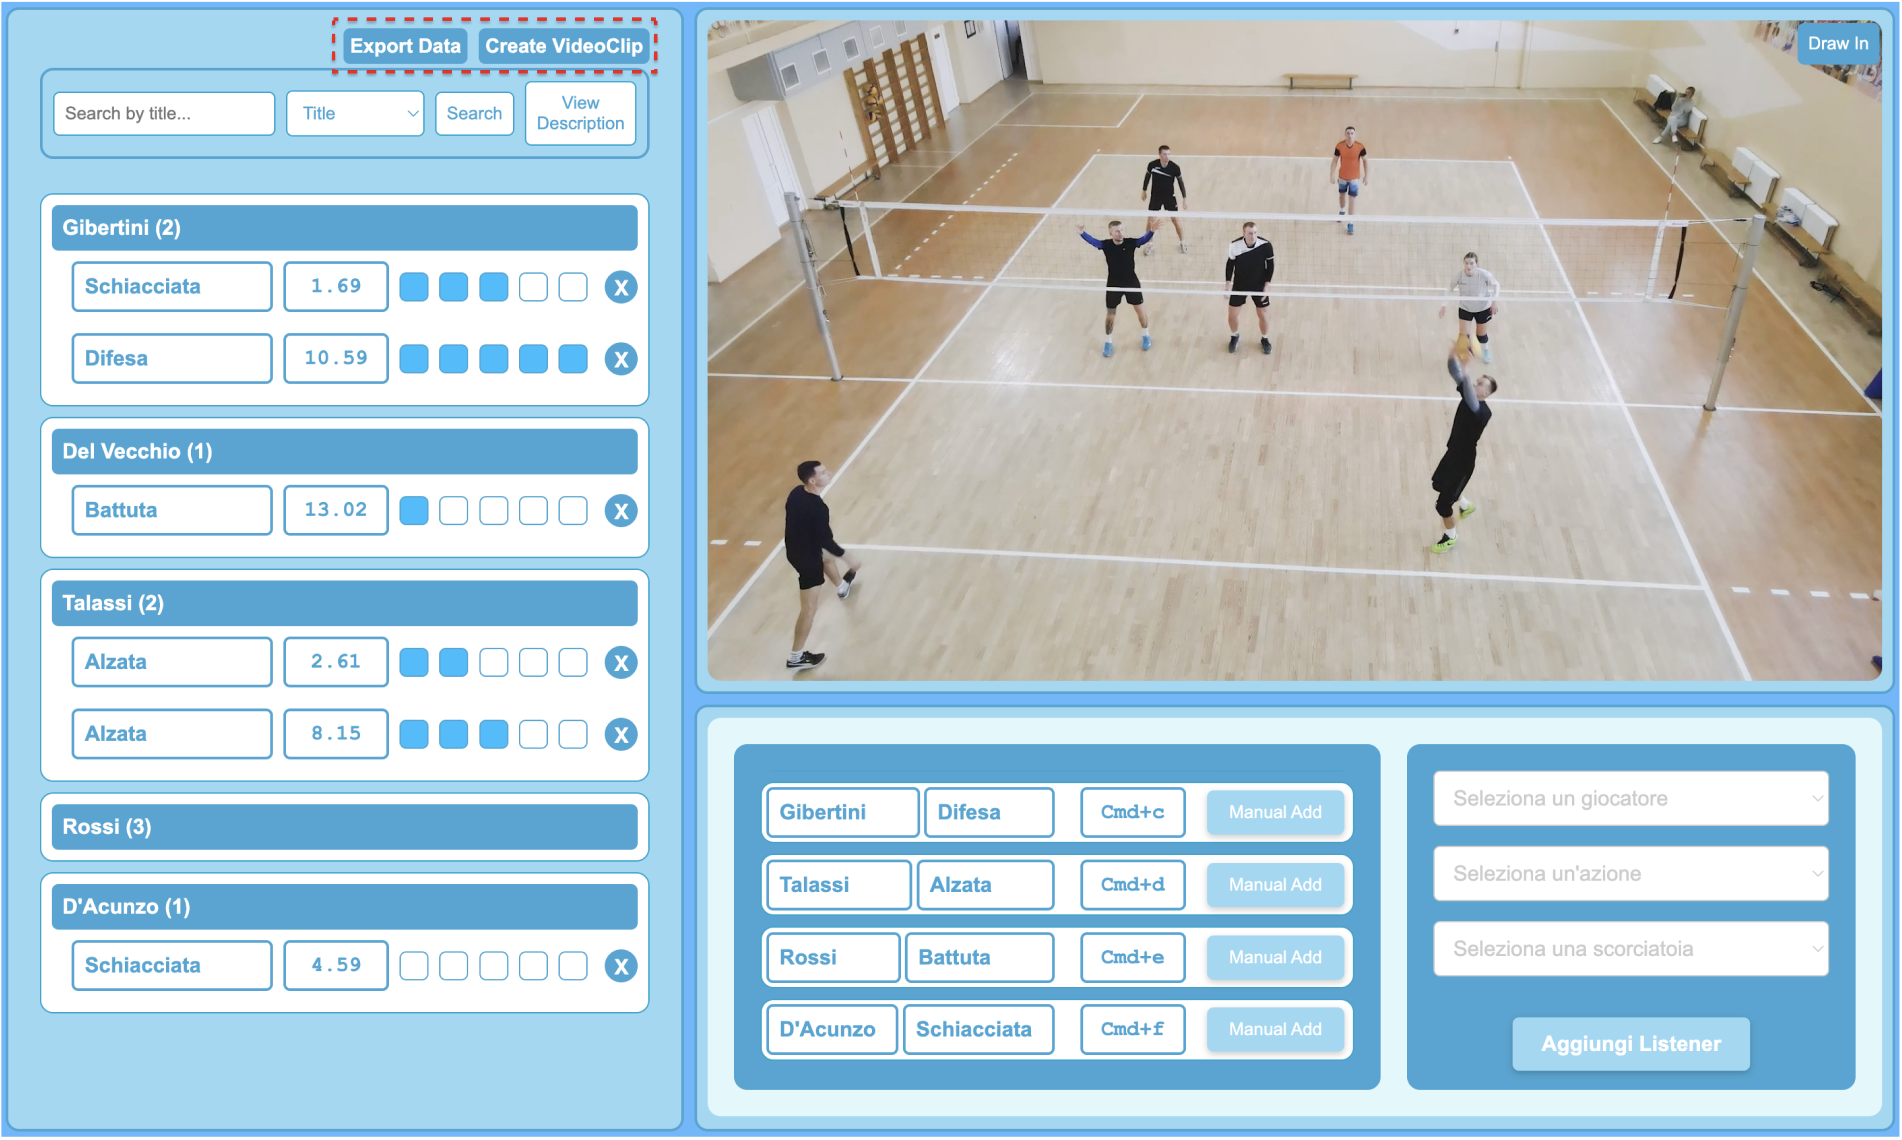 Export Data Create VideoClip
Search by title... Title Search View Description
Gibertini (2)
Schiacciata 1.69 X
Difesa 10.59 X
Del Vecchio (1)
Battuta 13.02 X
Talassi (2)
Alzata 2.61 X
Alzata 8.15 X
Rossi (3)
D'Acunzo (1)
Schiacciata 4.59 X
Draw In
Gibertini Difesa Cmd+c Manual Add
Talassi Alzata Cmd+d Manual Add
Rossi Battuta Cmd+e Manual Add
D'Acunzo Schiacciata Cmd+f Manual Add
Seleziona un giocatore
Seleziona un'azione
Seleziona una scorciatoia
Aggiungi Listener